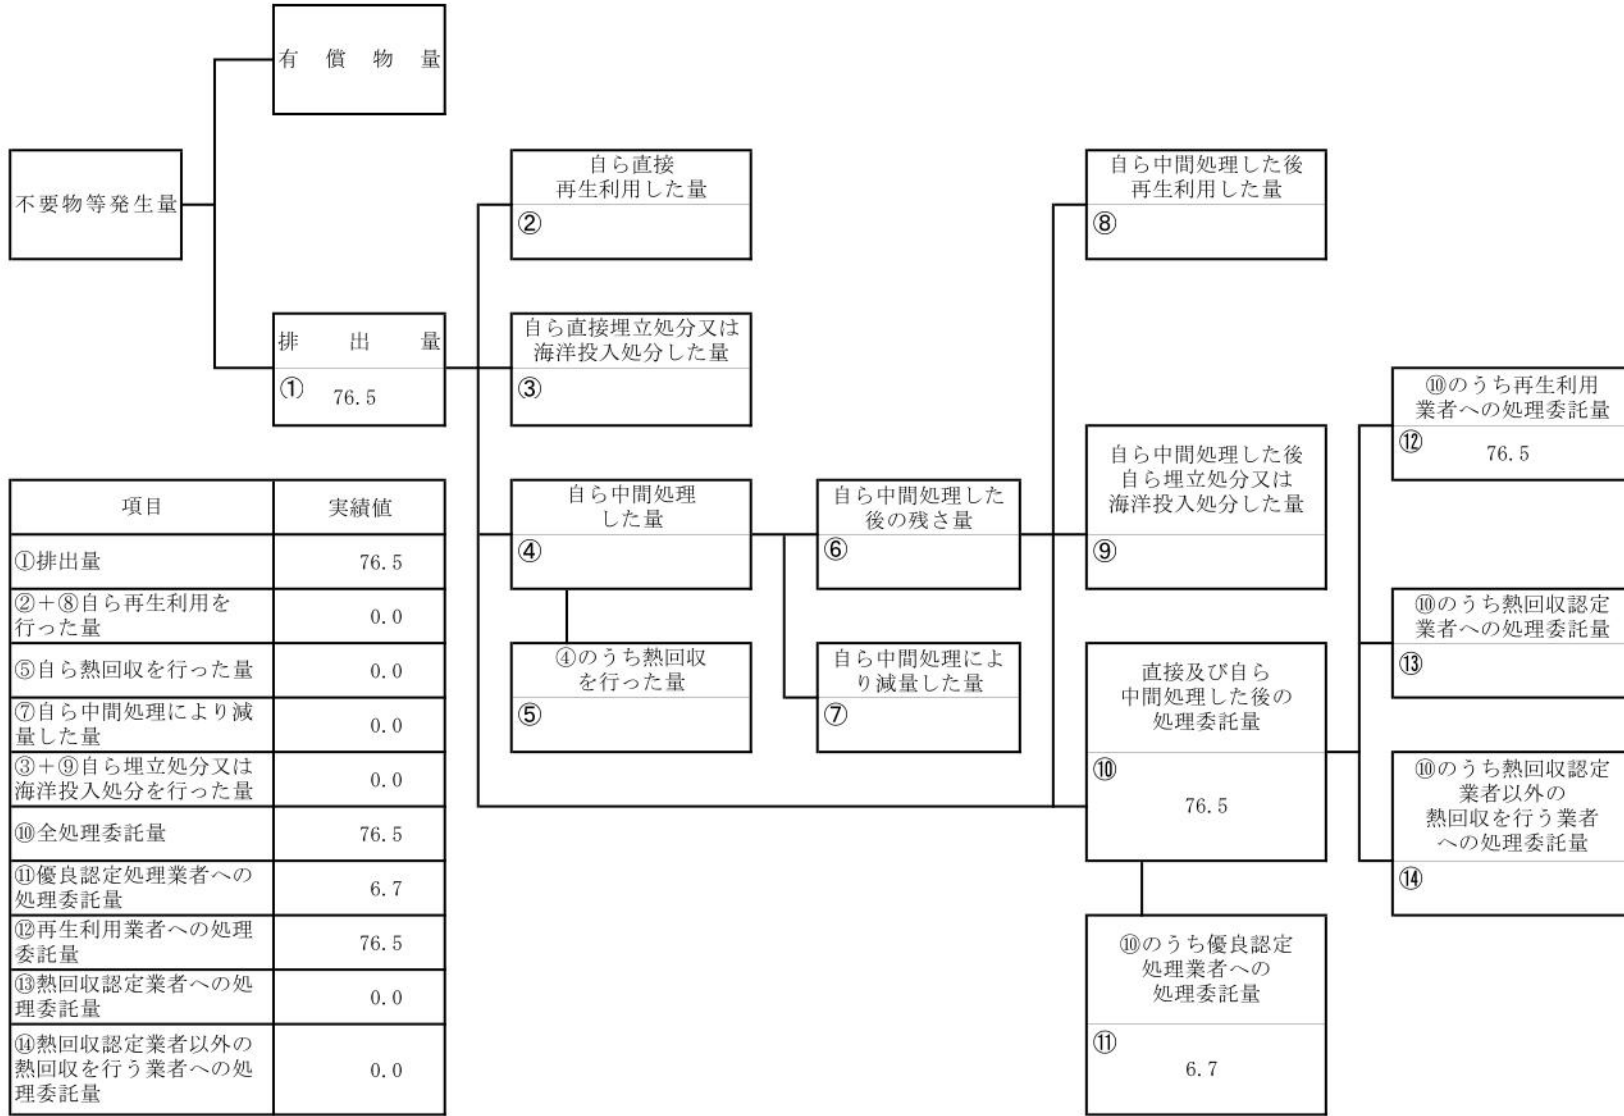 有償物量
不要物等発生量
排出量
①
76.5
自ら直接
再生利用した量
②
自ら直接埋立処分又は
海洋投入処分した量
③
自ら中間処理
した量
④
④のうち熱回収
を行った量
⑤
自ら中間処理した
後の残さ量
⑥
自ら中間処理によ
り減量した量
⑦
自ら中間処理した後
再生利用した量
⑧
自ら中間処理した後
自ら埋立処分又は
海洋投入処分した量
⑨
直接及び自ら
中間処理した後の
処理委託量
⑩
76.5
⑩のうち優良認定
処理業者への
処理委託量
⑪
6.7
⑩のうち再生利用
業者への処理委託量
⑫
76.5
⑩のうち熱回収認定
業者への処理委託量
⑬
⑩のうち熱回収認定
業者以外の
熱回収を行う業者
への処理委託量
⑭
項目 実績値
①排出量 76.5
②+⑧自ら再生利用を
行った量 0.0
⑤自ら熱回収を行った量 0.0
⑦自ら中間処理により減
量した量 0.0
③+⑨自ら埋立処分又は
海洋投入処分を行った量 0.0
⑩全処理委託量 76.5
⑪優良認定処理業者への
処理委託量 6.7
⑫再生利用業者への処理
委託量 76.5
⑬熱回収認定業者への処
理委託量 0.0
⑭熱回収認定業者以外の
熱回収を行う業者への処
理委託量 0.0